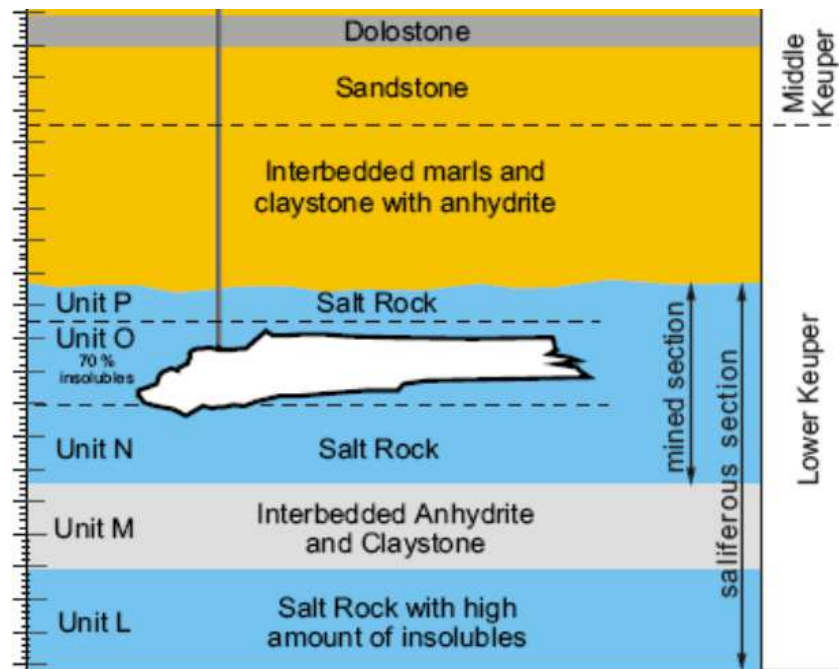 Dolostone
Sandstone
Middle
Keuper
Interbedded marls and
claystone with anhydrite
Unit P
Salt Rock
Unit O
70 %
insolubles
Unit N
Salt Rock
mined section
saliferous section
Lower Keuper
Unit M
Interbedded Anhydrite
and Claystone
Unit L
Salt Rock with high
amount of insolubles